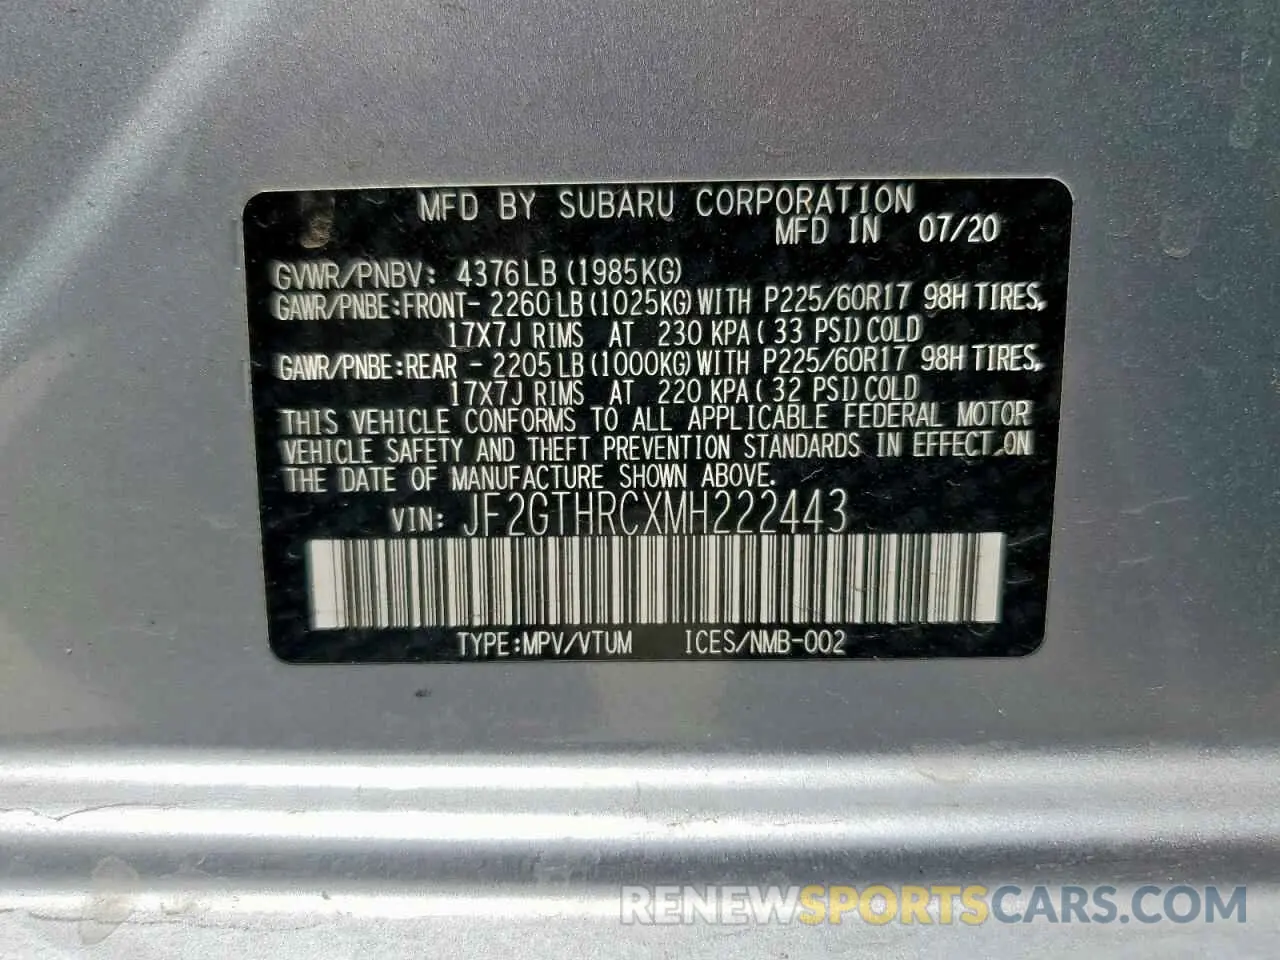 MFD BY SUBARU CORPORATION
MFD IN 07/20
GVWR/PNBV: 4376LB (1985KG)
GAWR/PNBE:FRONT- 2260LB (1025KG) WITH P225/60R17 98H TIRES,
17X7J RIMS AT 230 KPA ( 33 PSI) COLD
GAWR/PNBE:REAR - 2205LB (1000KG) WITH P225/60R17 98H TIRES,
17X7J RIMS AT 220 KPA ( 32 PSI) COLD
THIS VEHICLE CONFORMS TO ALL APPLICABLE FEDERAL MOTOR
VEHICLE SAFETY AND THEFT PREVENTION STANDARDS IN EFFECT ON
THE DATE OF MANUFACTURE SHOWN ABOVE.
VIN: JF2GTHRCXMH222443
TYPE:MPV/VTUM ICES/NMB-002
RENEWSPORTSCARS.COM-4276